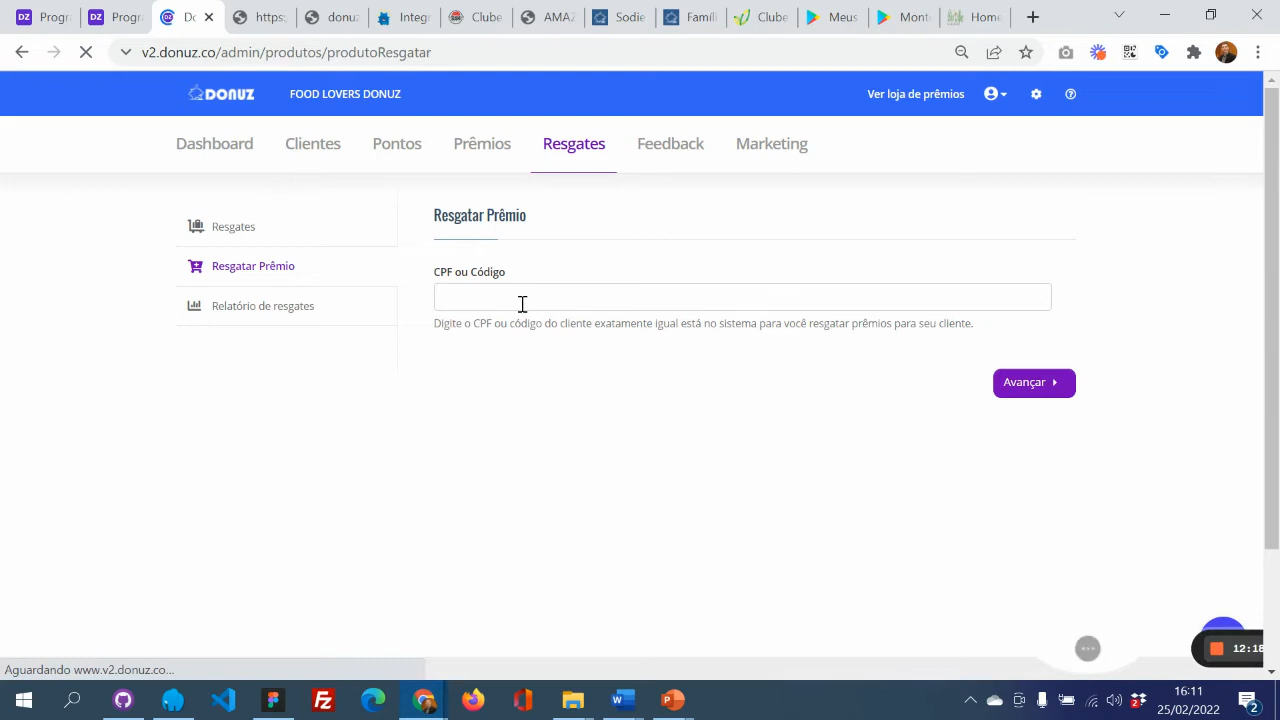 Progr
Progr
Do
https:
donuz
Integr
Clube
AMAZ
Sodie
Famíl
Clube
Meus
Mont
Home
v2.donuz.co/admin/produtos/produtoResgatar
DONUZ
FOOD LOVERS DONUZ
Ver loja de prêmios
Dashboard
Clientes
Pontos
Prêmios
Resgates
Feedback
Marketing
Resgates
Resgatar Prêmio
Relatório de resgates
Resgatar Prêmio
CPF ou Código
Digite o CPF ou código do cliente exatamente igual está no sistema para você resgatar prêmios para seu cliente.
Avançar
12:18
Aguardando www.v2.donuz.co...
16:11
25/02/2022
2